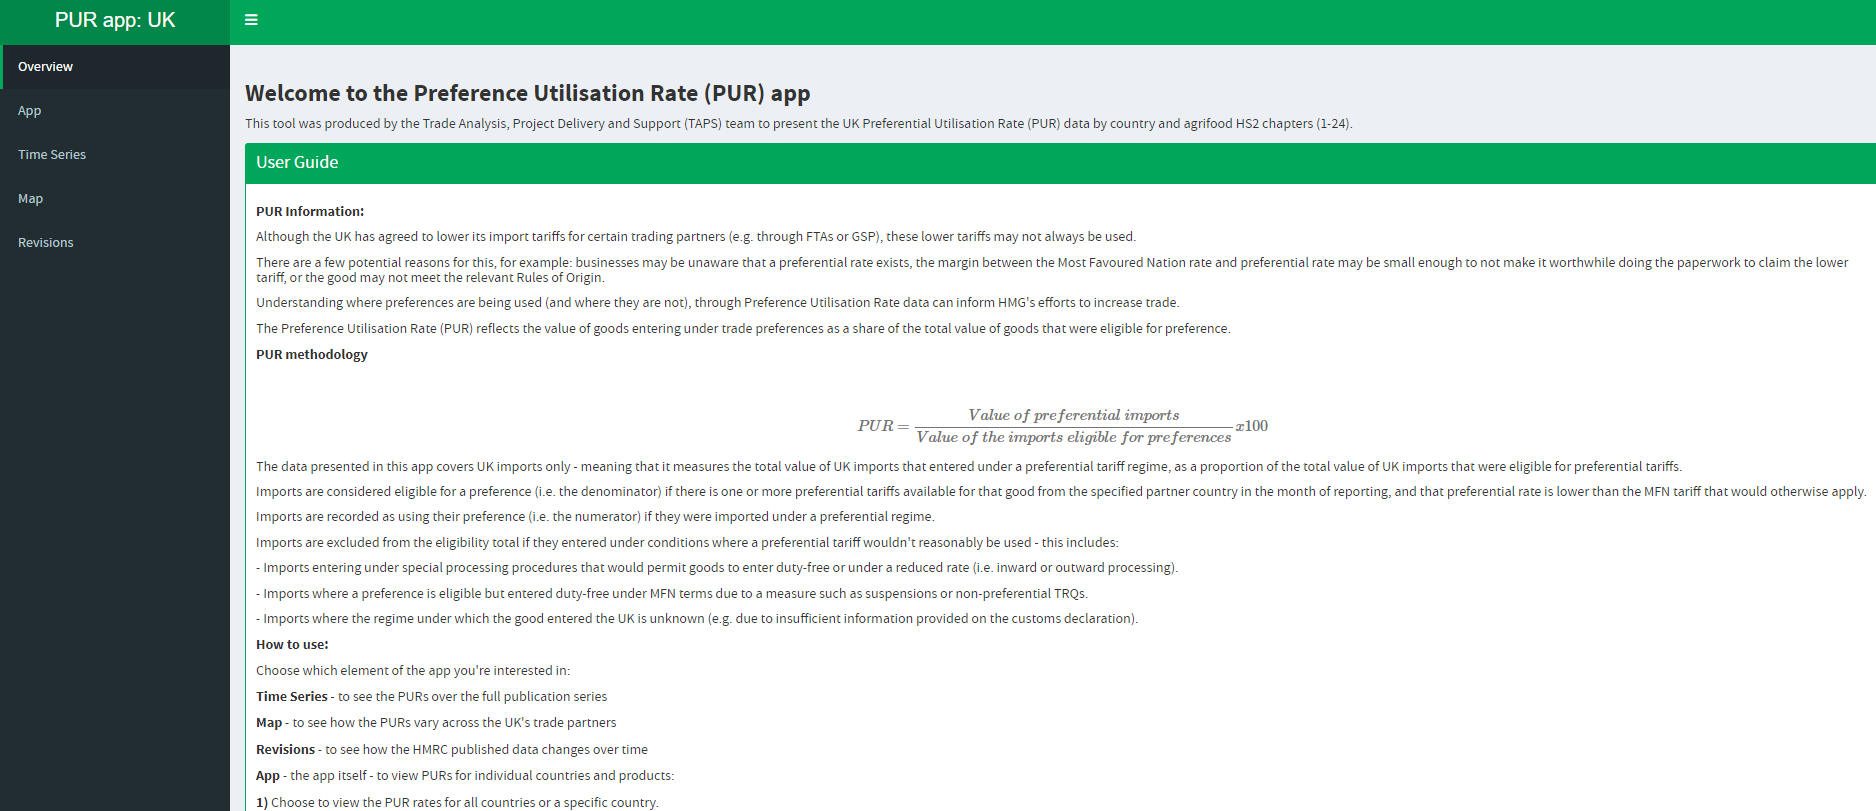 PUR app: UK
Overview
App
Time Series
Map
Revisions
Welcome to the Preference Utilisation Rate (PUR) app
This tool was produced by the Trade Analysis, Project Delivery and Support (TAPS) team to present the UK Preferential Utilisation Rate (PUR) data by country and agrifood HS2 chapters (1-24).
User Guide
PUR Information:
Although the UK has agreed to lower its import tariffs for certain trading partners (e.g. through FTAs or GSP), these lower tariffs may not always be used.
There are a few potential reasons for this, for example: businesses may be unaware that a preferential rate exists, the margin between the Most Favoured Nation rate and preferential rate may be small enough to not make it worthwhile doing the paperwork to claim the lower
tariff, or the good may not meet the relevant Rules of Origin.
Understanding where preferences are being used (and where they are not), through Preference Utilisation Rate data can inform HMG's efforts to increase trade.
The Preference Utilisation Rate (PUR) reflects the value of goods entering under trade preferences as a share of the total value of goods that were eligible for preference.
PUR methodology
Value of preferential imports
PUR = x100
Value of the imports eligible for preferences
The data presented in this app covers UK imports only - meaning that it measures the total value of UK imports that entered under a preferential tariff regime, as a proportion of the total value of UK imports that were eligible for preferential tariffs.
Imports are considered eligible for a preference (i.e. the denominator) if there is one or more preferential tariffs available for that good from the specified partner country in the month of reporting, and that preferential rate is lower than the MFN tariff that would otherwise apply.
Imports are recorded as using their preference (i.e. the numerator) if they were imported under a preferential regime.
Imports are excluded from the eligibility total if they entered under conditions where a preferential tariff wouldn't reasonably be used - this includes:
- Imports entering under special processing procedures that would permit goods to enter duty-free or under a reduced rate (i.e. inward or outward processing).
- Imports where a preference is eligible but entered duty-free under MFN terms due to a measure such as suspensions or non-preferential TRQs.
- Imports where the regime under which the good entered the UK is unknown (e.g. due to insufficient information provided on the customs declaration).
How to use:
Choose which element of the app you're interested in:
Time Series - to see the PURs over the full publication series
Map - to see how the PURs vary across the UK's trade partners
Revisions - to see how the HMRC published data changes over time
App - the app itself - to view PURs for individual countries and products:
1) Choose to view the PUR rates for all countries or a specific country.